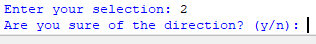 Enter your selection: 2
Are you sure of the direction? (y/n):